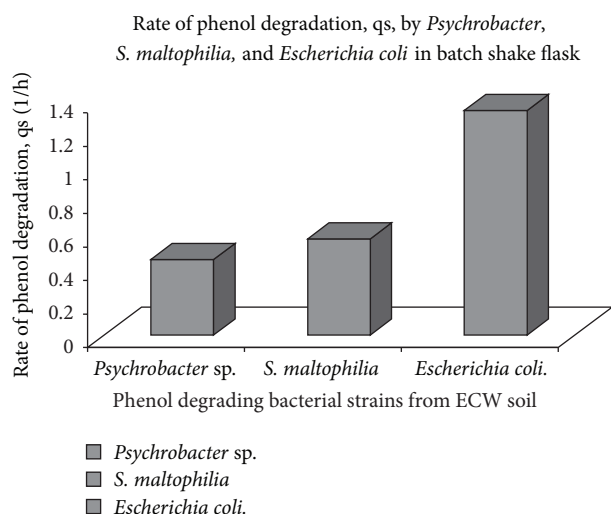 Rate of phenol degradation, qs, by Psychrobacter,
S. maltophilia, and Escherichia coli in batch shake flask
Rate of phenol degradation, qs (1/h)
1.4
1.2
1
0.8
0.6
0.4
0.2
0
Psychrobacter sp. S. maltophilia Escherichia coli.
Phenol degrading bacterial strains from ECW soil
Psychrobacter sp.
S. maltophilia
Escherichia coli.